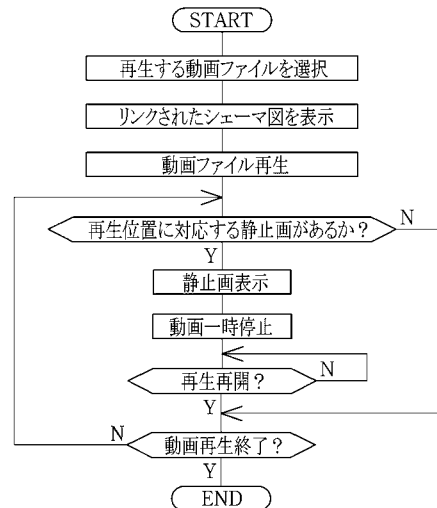 START
再生する動画ファイルを選択
リンクされたシェーマ図を表示
動画ファイル再生
再生位置に対応する静止画があるか？
N
Y
静止画表示
動画一時停止
再生再開？
N
Y
動画再生終了？
N
Y
END